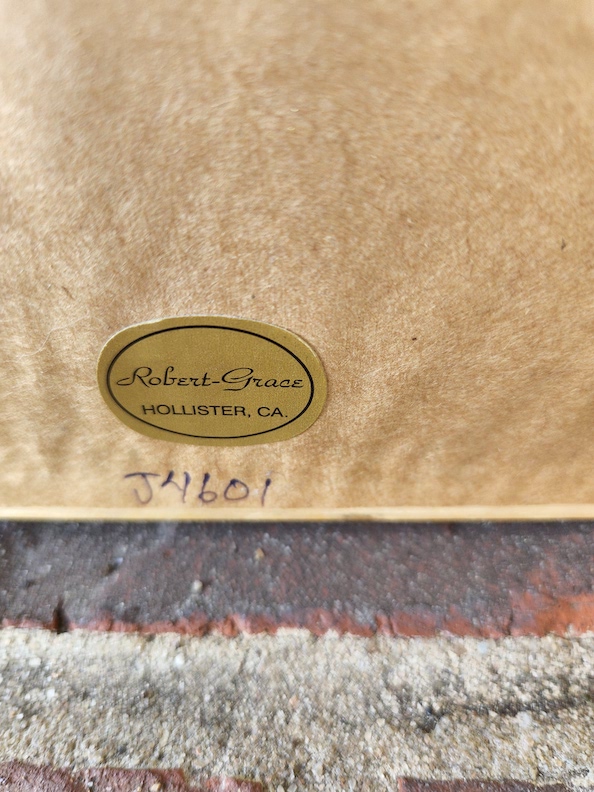 Robert-Grace
HOLLISTER, CA.
J4601